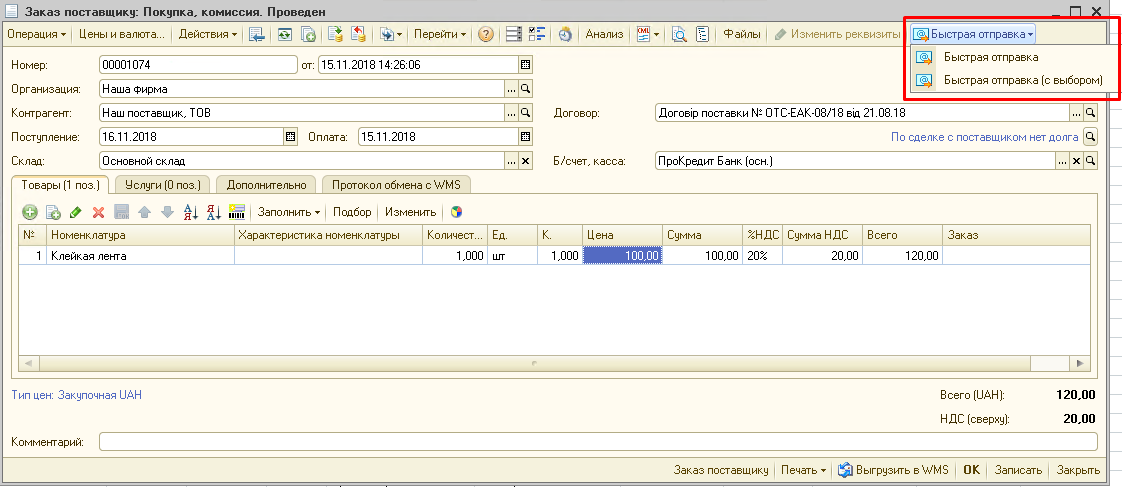 Заказ поставщику: Покупка, комиссия. Проведен
Операция Цены и валюта... Действия Перейти Анализ Файлы Изменить реквизиты Быстрая отправка
Быстрая отправка
Быстрая отправка (с выбором)
Номер: 00001074 от: 15.11.2018 14:26:06
Организация: Наша Фирма
Контрагент: Наш поставщик, ТОВ Договор: Договір поставки № ОТС-ЕАК-08/18 від 21.08.18
Поступление: 16.11.2018 Оплата: 15.11.2018 По сделке с поставщиком нет долга
Склад: Основной склад Б/счет, касса: ПроКредит Банк (осн.)
Товары (1 поз.) Услуги (0 поз.) Дополнительно Протокол обмена с WMS
Заполнить Подбор Изменить
№ Номенклатура Характеристика номенклатуры Количест... Ед. К. Цена Сумма %НДС Сумма НДС Всего Заказ
1 Клейкая лента 1,000 шт 1,000 100,00 100,00 20% 20,00 120,00
Тип цен: Закупочная UAH Всего (UAH): 120,00
НДС (сверху): 20,00
Комментарий:
Заказ поставщику Печать Выгрузить в WMS OK Записать Закрыть